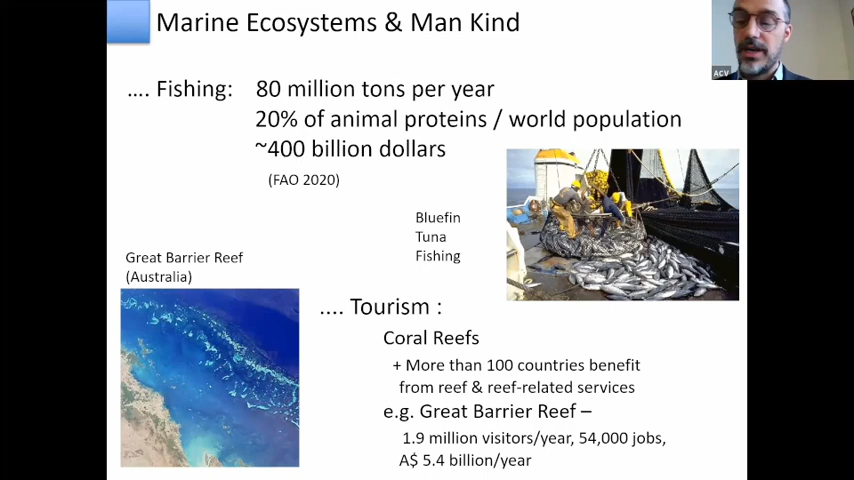 Marine Ecosystems & Man Kind
ACV
.... Fishing: 80 million tons per year
20% of animal proteins / world population
~400 billion dollars
(FAO 2020)
Bluefin
Tuna
Fishing
Great Barrier Reef
(Australia)
.... Tourism :
Coral Reefs
+ More than 100 countries benefit
from reef & reef-related services
e.g. Great Barrier Reef –
1.9 million visitors/year, 54,000 jobs,
A$ 5.4 billion/year